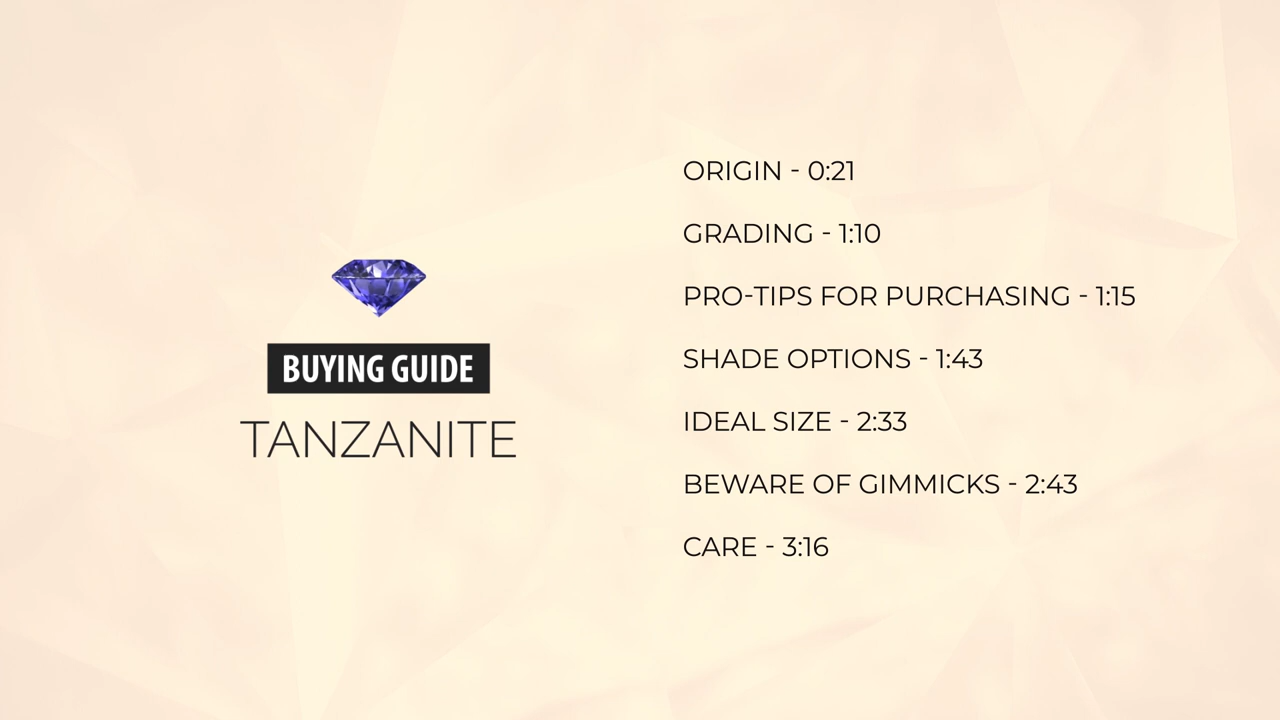 BUYING GUIDE
TANZANITE
ORIGIN - 0:21
GRADING - 1:10
PRO-TIPS FOR PURCHASING - 1:15
SHADE OPTIONS - 1:43
IDEAL SIZE - 2:33
BEWARE OF GIMMICKS - 2:43
CARE - 3:16